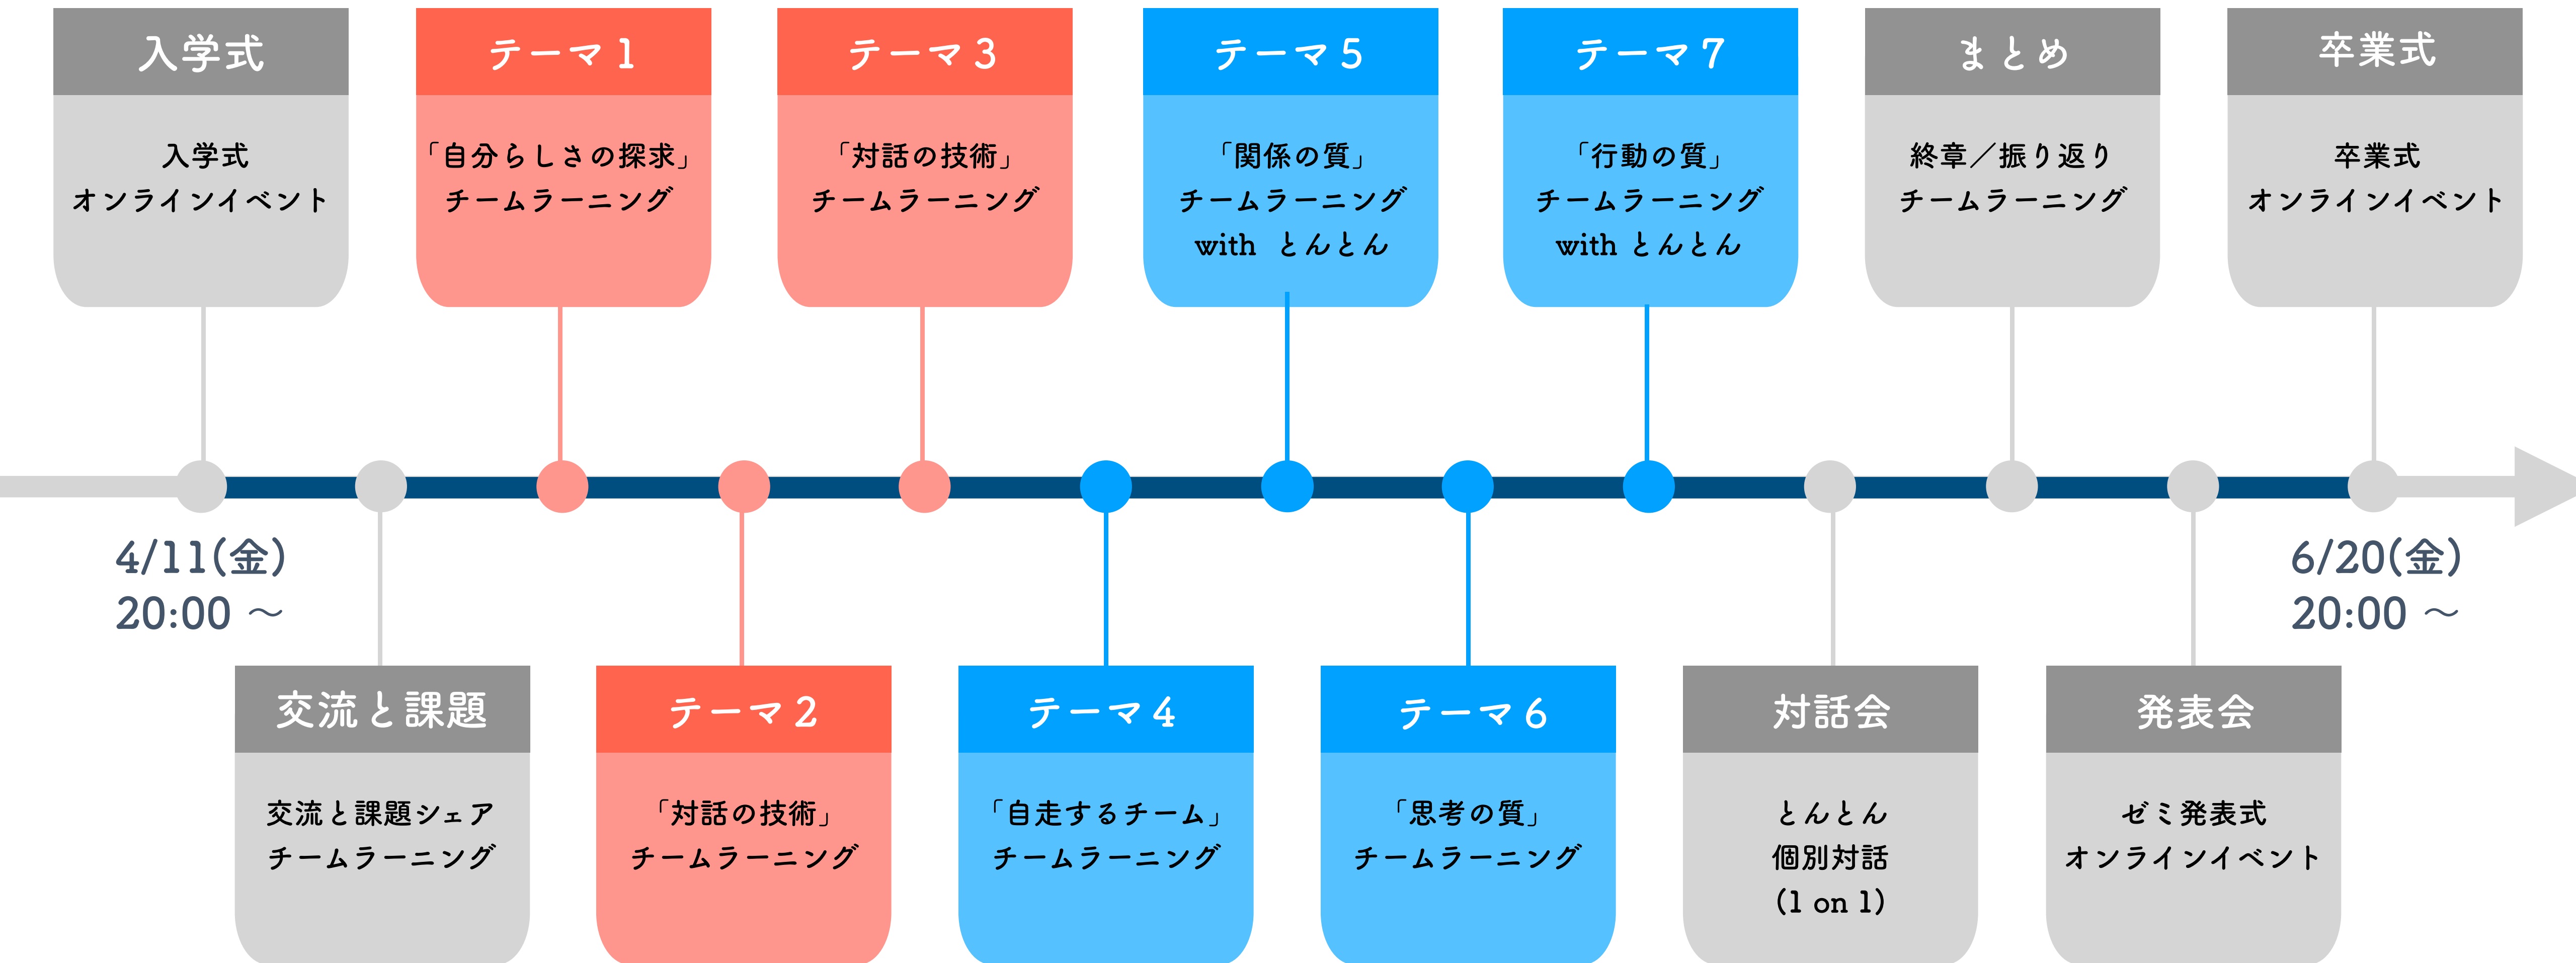 入学式
入学式
オンラインイベント
テーマ 1
「自分らしさの探求」
チームラーニング
テーマ 3
「対話の技術」
チームラーニング
テーマ 5
「関係の質」
チームラーニング
with とんとん
テーマ 7
「行動の質」
チームラーニング
with とんとん
まとめ
終章／振り返り
チームラーニング
卒業式
卒業式
オンラインイベント
4/11(金)
20:00 〜
6/20(金)
20:00 〜
交流と課題
交流と課題シェア
チームラーニング
テーマ 2
「対話の技術」
チームラーニング
テーマ 4
「自走するチーム」
チームラーニング
テーマ 6
「思考の質」
チームラーニング
対話会
とんとん
個別対話
(1 on 1)
発表会
ゼミ発表式
オンラインイベント